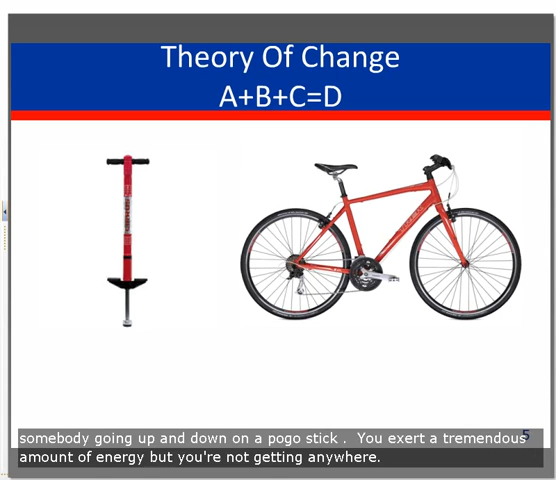 Theory Of Change
A+B+C=D
5
somebody going up and down on a pogo stick .  You exert a tremendous
amount of energy but you're not getting anywhere.